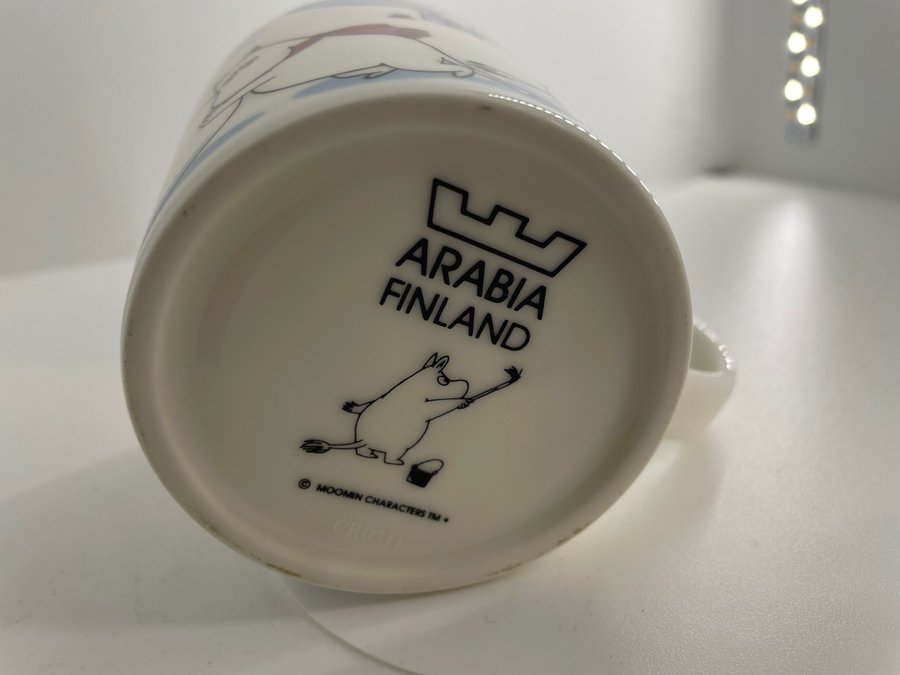 ARABIA
FINLAND
© MOOMIN CHARACTERS TM